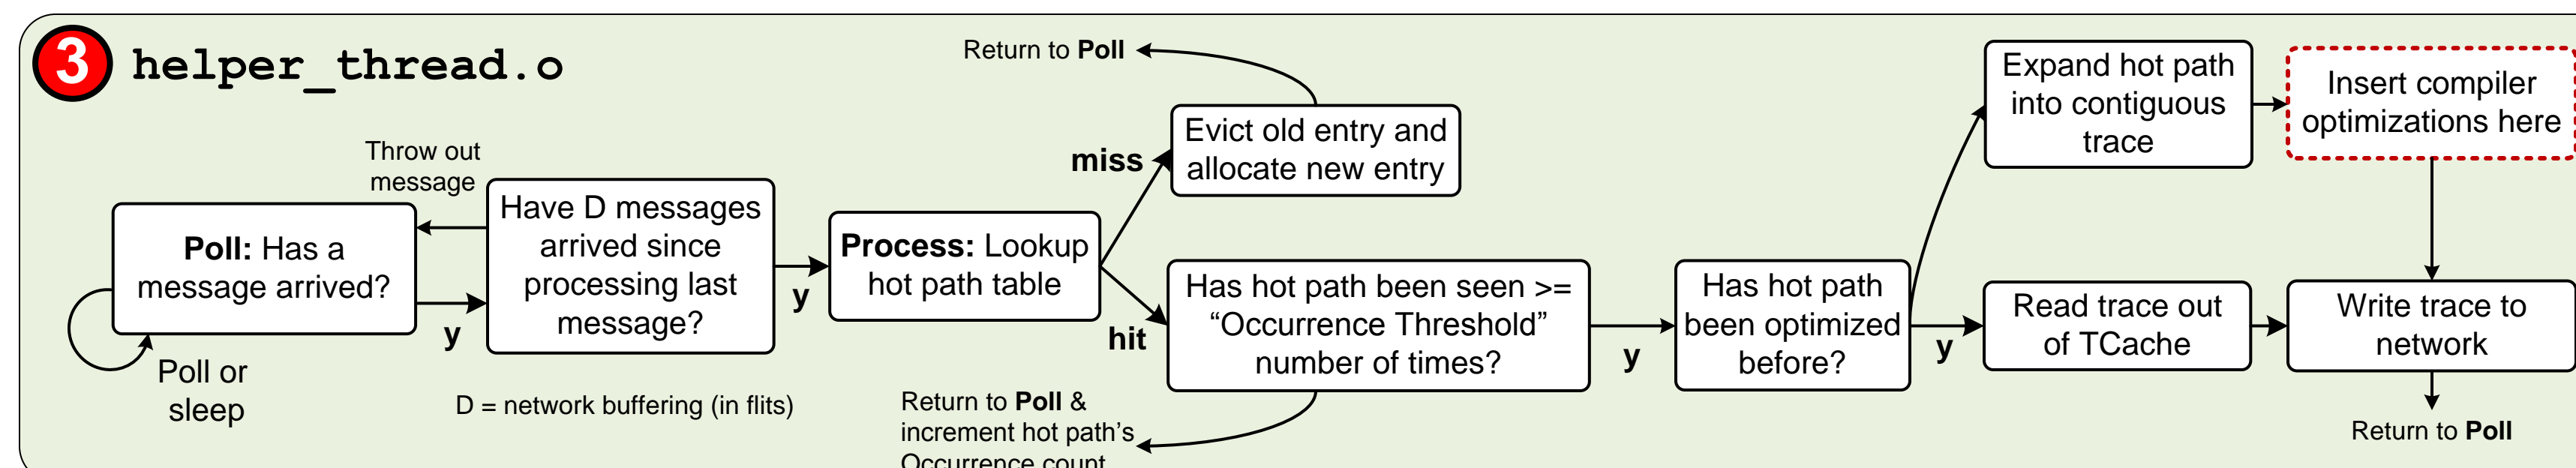 3 helper_thread.o
Return to Poll
Throw out
message
Poll: Has a
message arrived?
y
Poll or
sleep
Have D messages
arrived since
processing last
message?
y
D = network buffering (in flits)
Process: Lookup
hot path table
miss
hit
Evict old entry and
allocate new entry
Has hot path been seen >=
“Occurrence Threshold”
number of times?
Return to Poll &
increment hot path’s
Occurrence count
y
Has hot path
been optimized
before?
y
Expand hot path
into contiguous
trace
Insert compiler
optimizations here
Read trace out
of TCache
Write trace to
network
Return to Poll